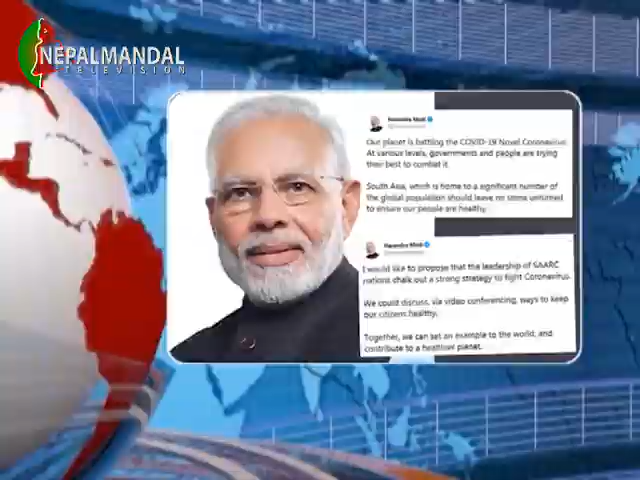 NEPALMANDAL
TELEVISION
Narendra Modi
Our planet is battling the COVID-19 Novel Coronavirus.
At various levels, governments and people are trying
their best to combat it.
South Asia, which is home to a significant number of
the global population should leave no stone unturned
to ensure our people are healthy.
Narendra Modi
I would like to propose that the leadership of SAARC
nations chalk out a strong strategy to fight Coronavirus.
We could discuss, via video conferencing, ways to keep
our citizens healthy.
Together, we can set an example to the world, and
contribute to a healthier planet.